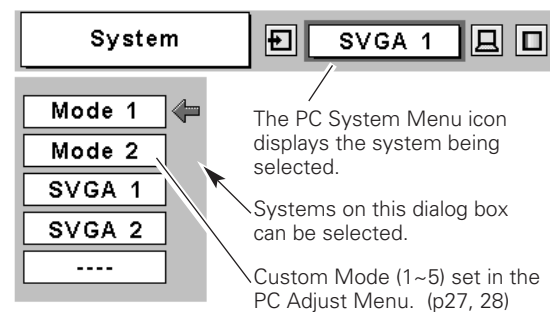 System
SVGA 1
Mode 1
Mode 2
SVGA 1
SVGA 2
----
The PC System Menu icon
displays the system being
selected.
Systems on this dialog box
can be selected.
Custom Mode (1~5) set in the
PC Adjust Menu. (p27, 28)